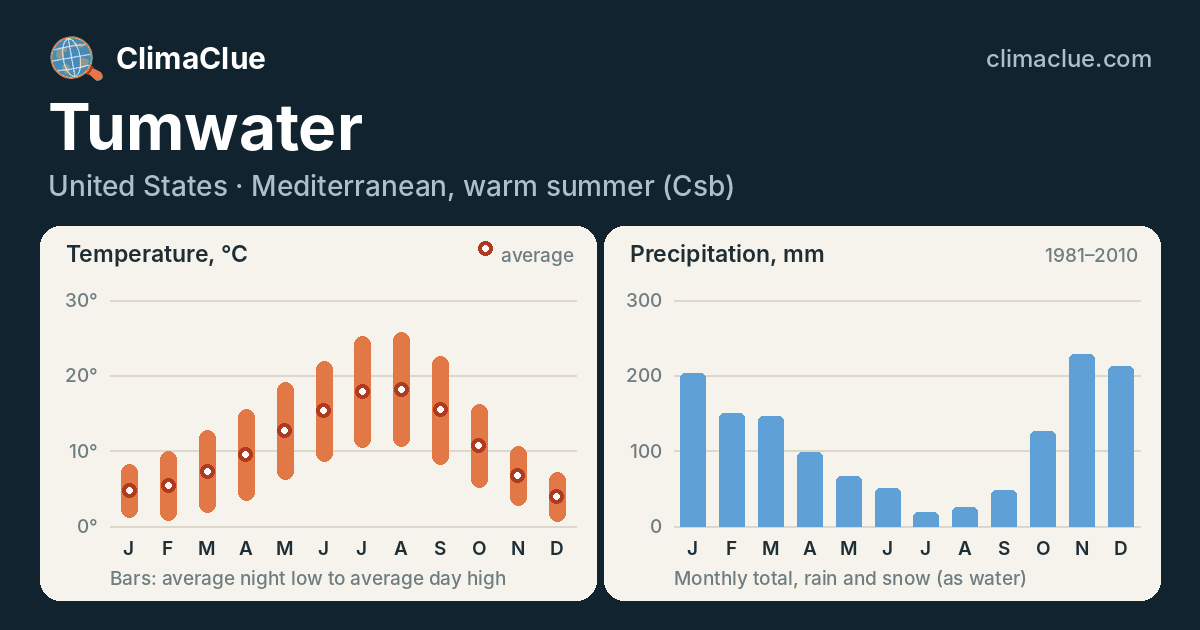 ClimaClue
climaclue.com
Tumwater
United States · Mediterranean, warm summer (Csb)
Temperature, °C
average
30°
20°
10°
0°
J F M A M J J A S O N D
Bars: average night low to average day high
Precipitation, mm
1981–2010
300
200
100
0
J F M A M J J A S O N D
Monthly total, rain and snow (as water)